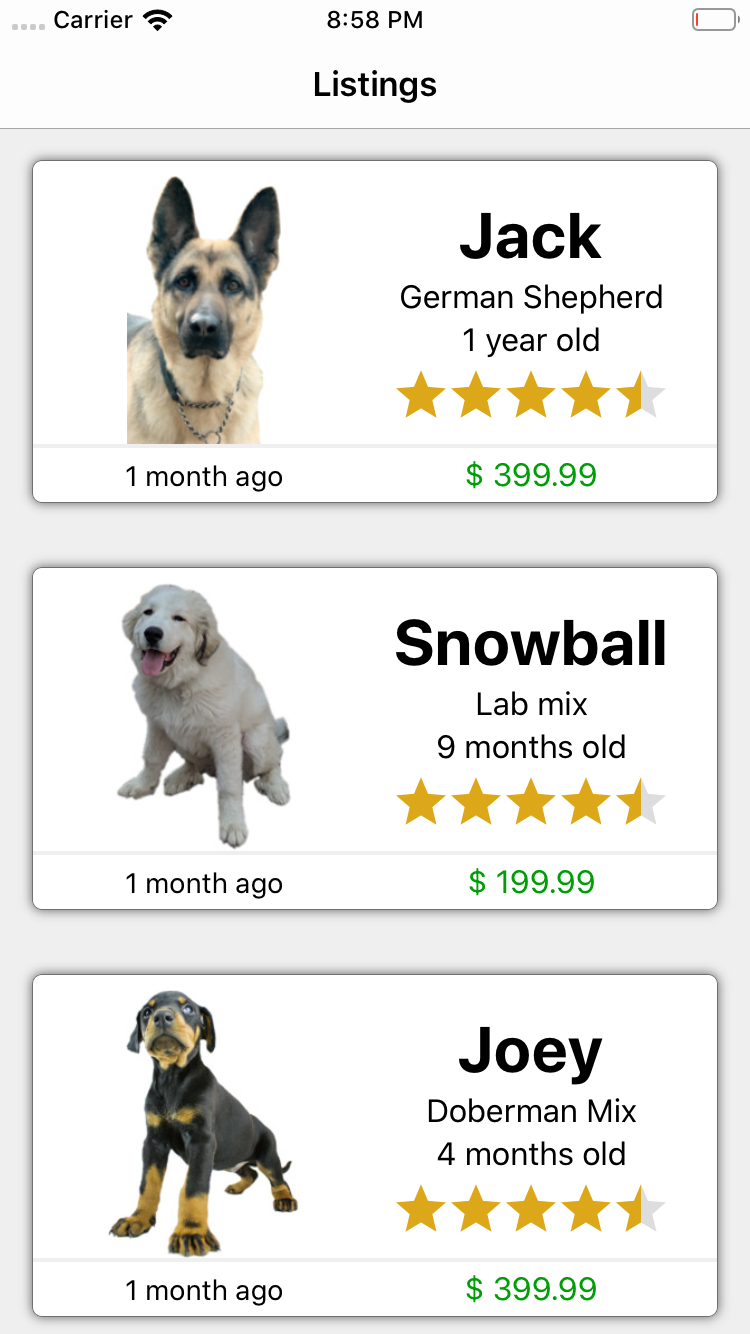 Carrier 8:58 PM
Listings
Jack
German Shepherd
1 year old
1 month ago $ 399.99
Snowball
Lab mix
9 months old
1 month ago $ 199.99
Joey
Doberman Mix
4 months old
1 month ago $ 399.99